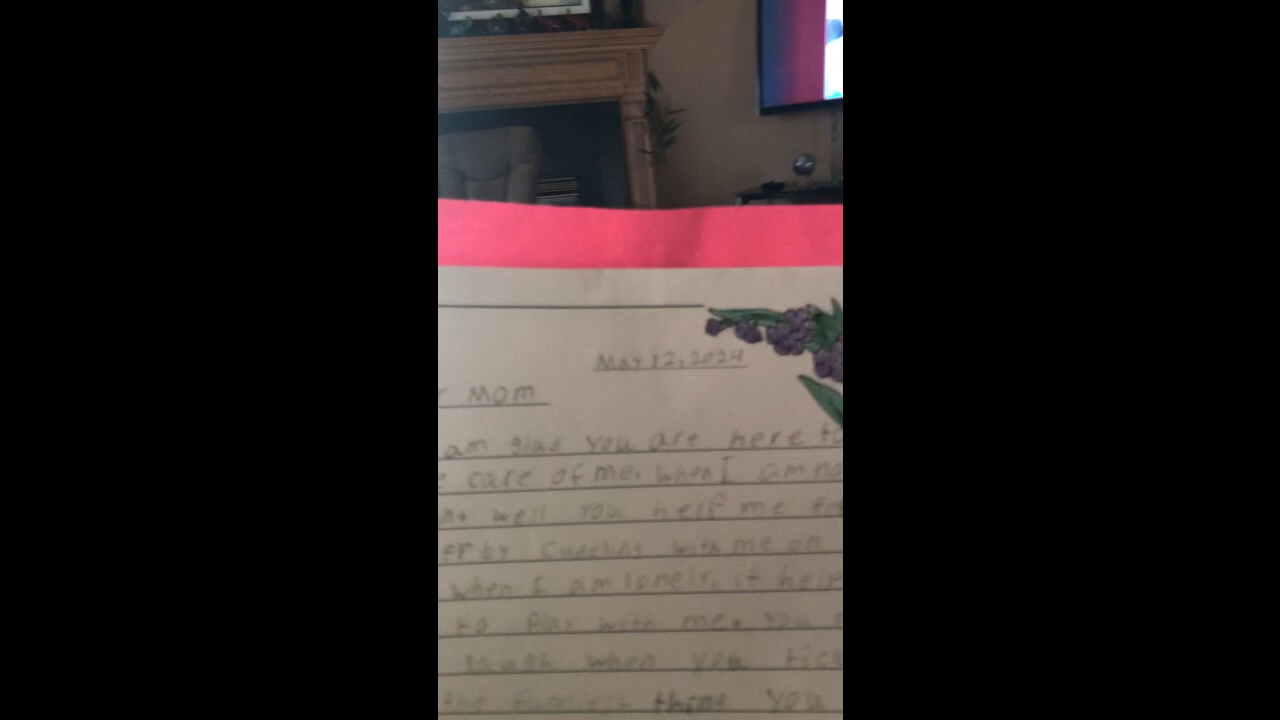 May 12, 2024
Mom
am glad you are here to
care of me. When I am
well you help me
by cuddling with me on
when I am lonely, it help
to play with me. You
laugh when you
the funniest thing you